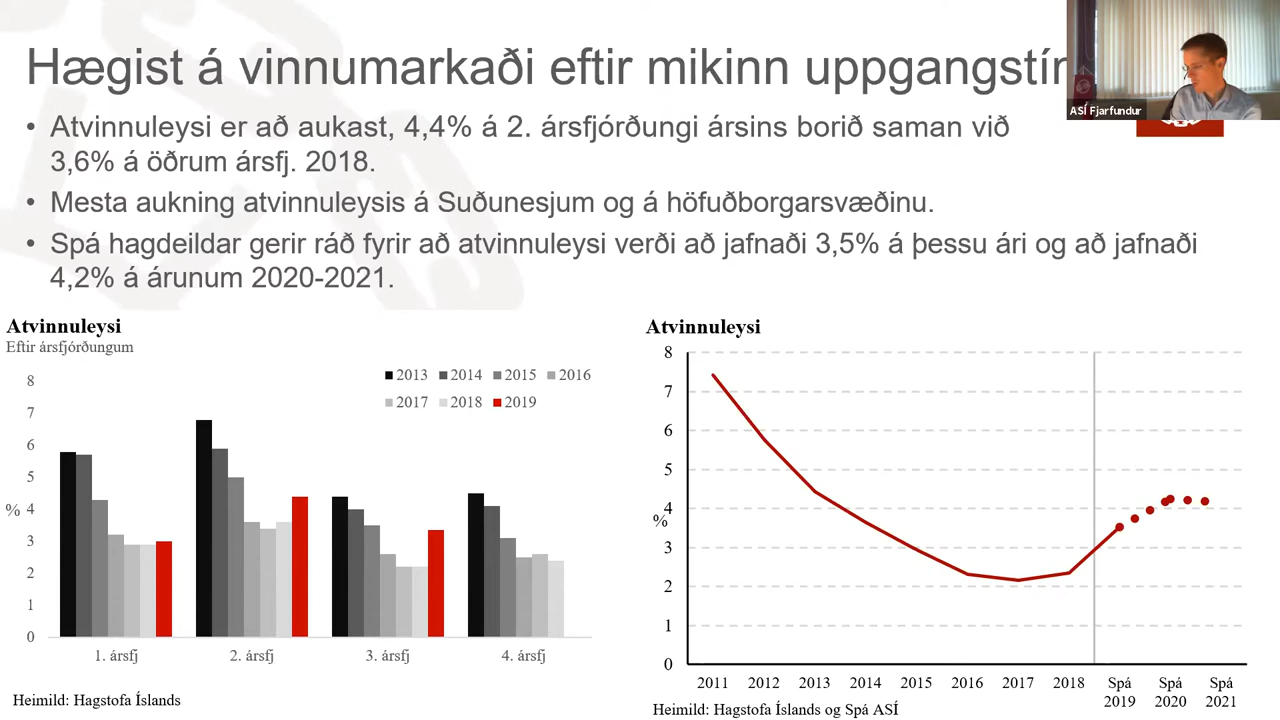 Hægist á vinnumarkaði eftir mikinn
ASÍ Fjarfundur
• Atvinnuleysi er að aukast, 4,4% á 2. ársfjórðungi ársins borið saman við
3,6% á öðrum ársfj. 2018.
• Mesta aukning atvinnuleysis á Suðunesjum og á höfuðborgarsvæðinu.
• Spá hagdeildar gerir ráð fyrir að atvinnuleysi verði að jafnaði 3,5% á þessu ári og að jafnaði
4,2% á árunum 2020-2021.
Atvinnuleysi
Eftir ársfjórðungum
2013 2014 2015 2016
2017 2018 2019
8
7
6
5
4
%
3
2
1
0
1. ársfj 2. ársfj 3. ársfj 4. ársfj
Heimild: Hagstofa Íslands
Atvinnuleysi
8
7
6
5
4
%
3
2
1
0
2011 2012 2013 2014 2015 2016 2017 2018 Spá Spá Spá
2019 2020 2021
Heimild: Hagstofa Íslands og Spá ASÍ